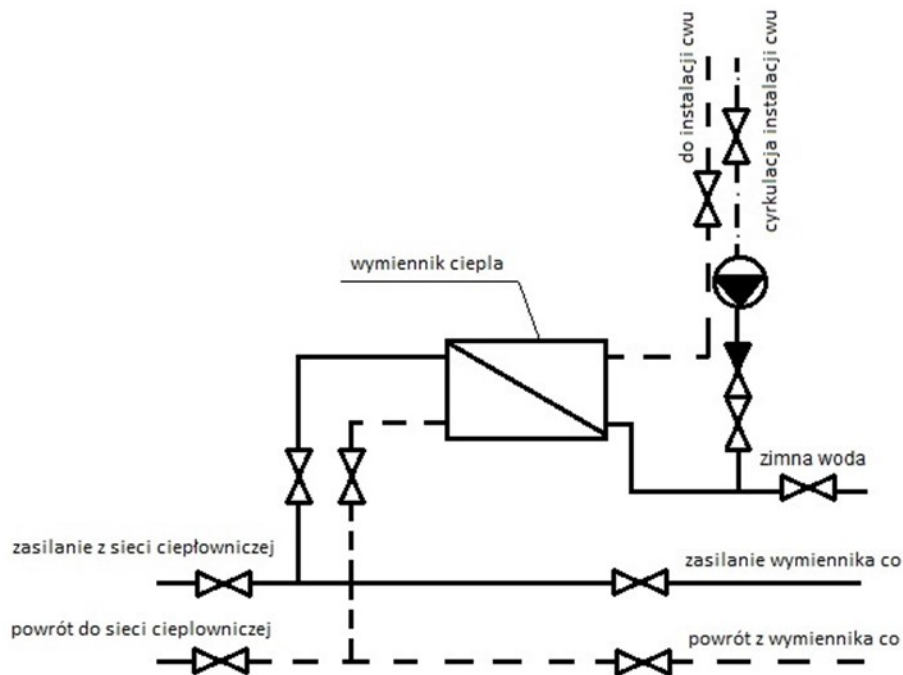 do instalacji cwu
cyrkulacja instalacji cwu
wymiennik ciepla
zimna woda
zasilanie z sieci ciepłowniczej
zasilanie wymiennika co
powrót do sieci cieplowniczej
powrót z wymiennika co